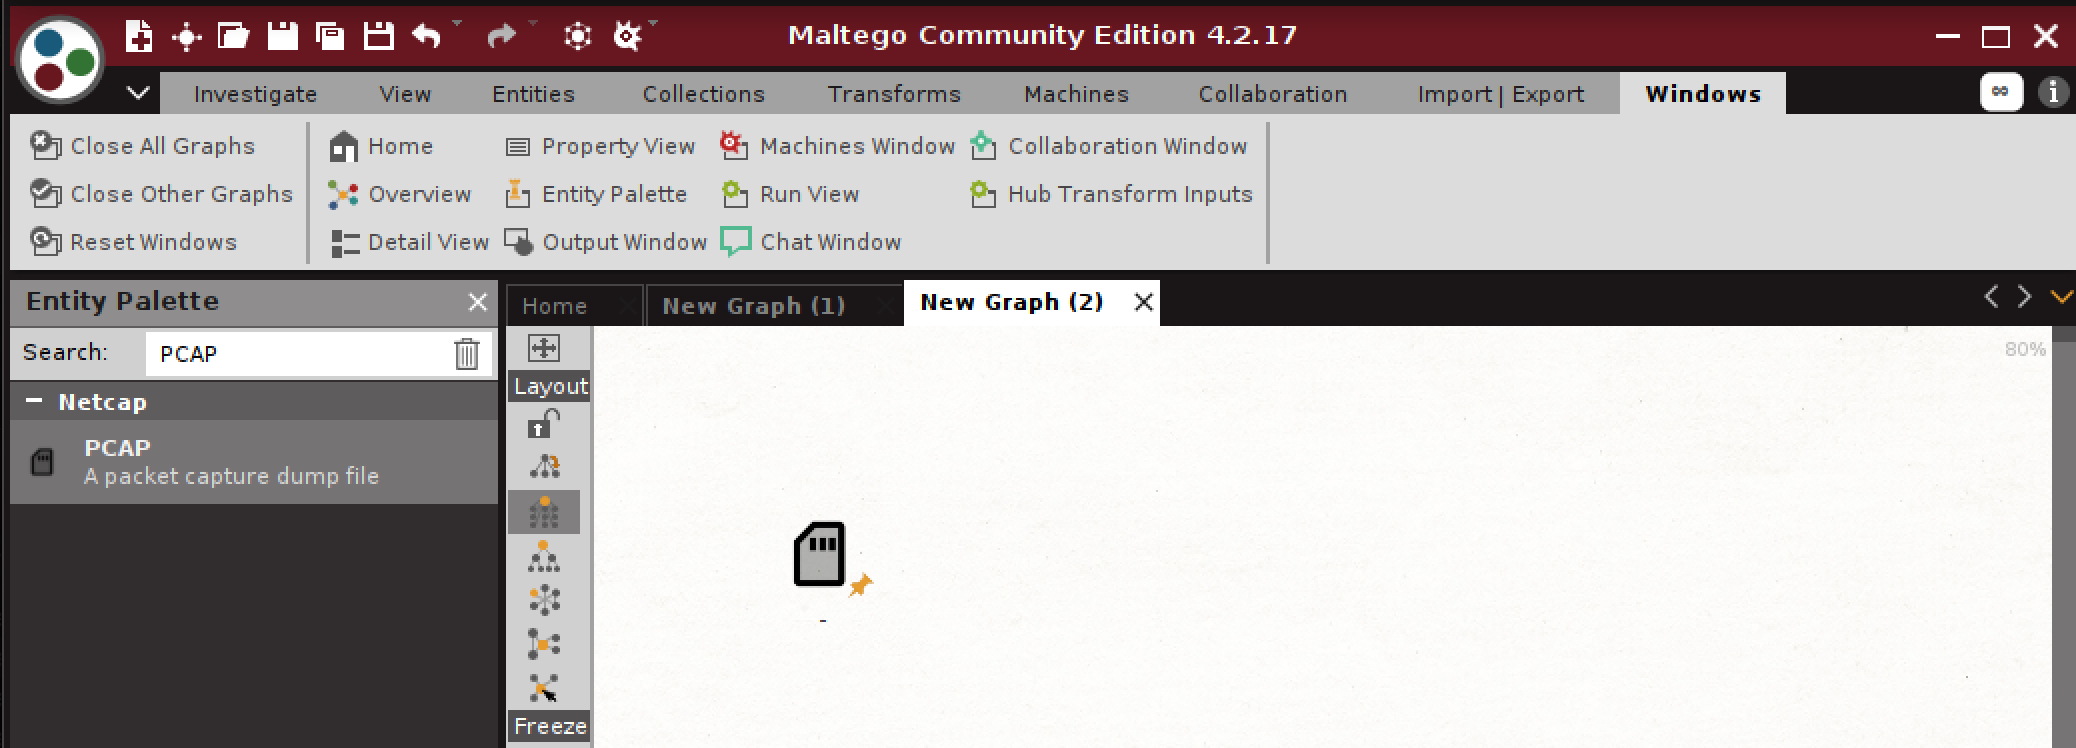 Maltego Community Edition 4.2.17
Investigate View Entities Collections Transforms Machines Collaboration Import | Export Windows
Close All Graphs Home Property View Machines Window Collaboration Window
Close Other Graphs Overview Entity Palette Run View Hub Transform Inputs
Reset Windows Detail View Output Window Chat Window
Entity Palette
Search: PCAP
Netcap
PCAP
A packet capture dump file
Home New Graph (1) New Graph (2)
80%
Layout
-
Freeze